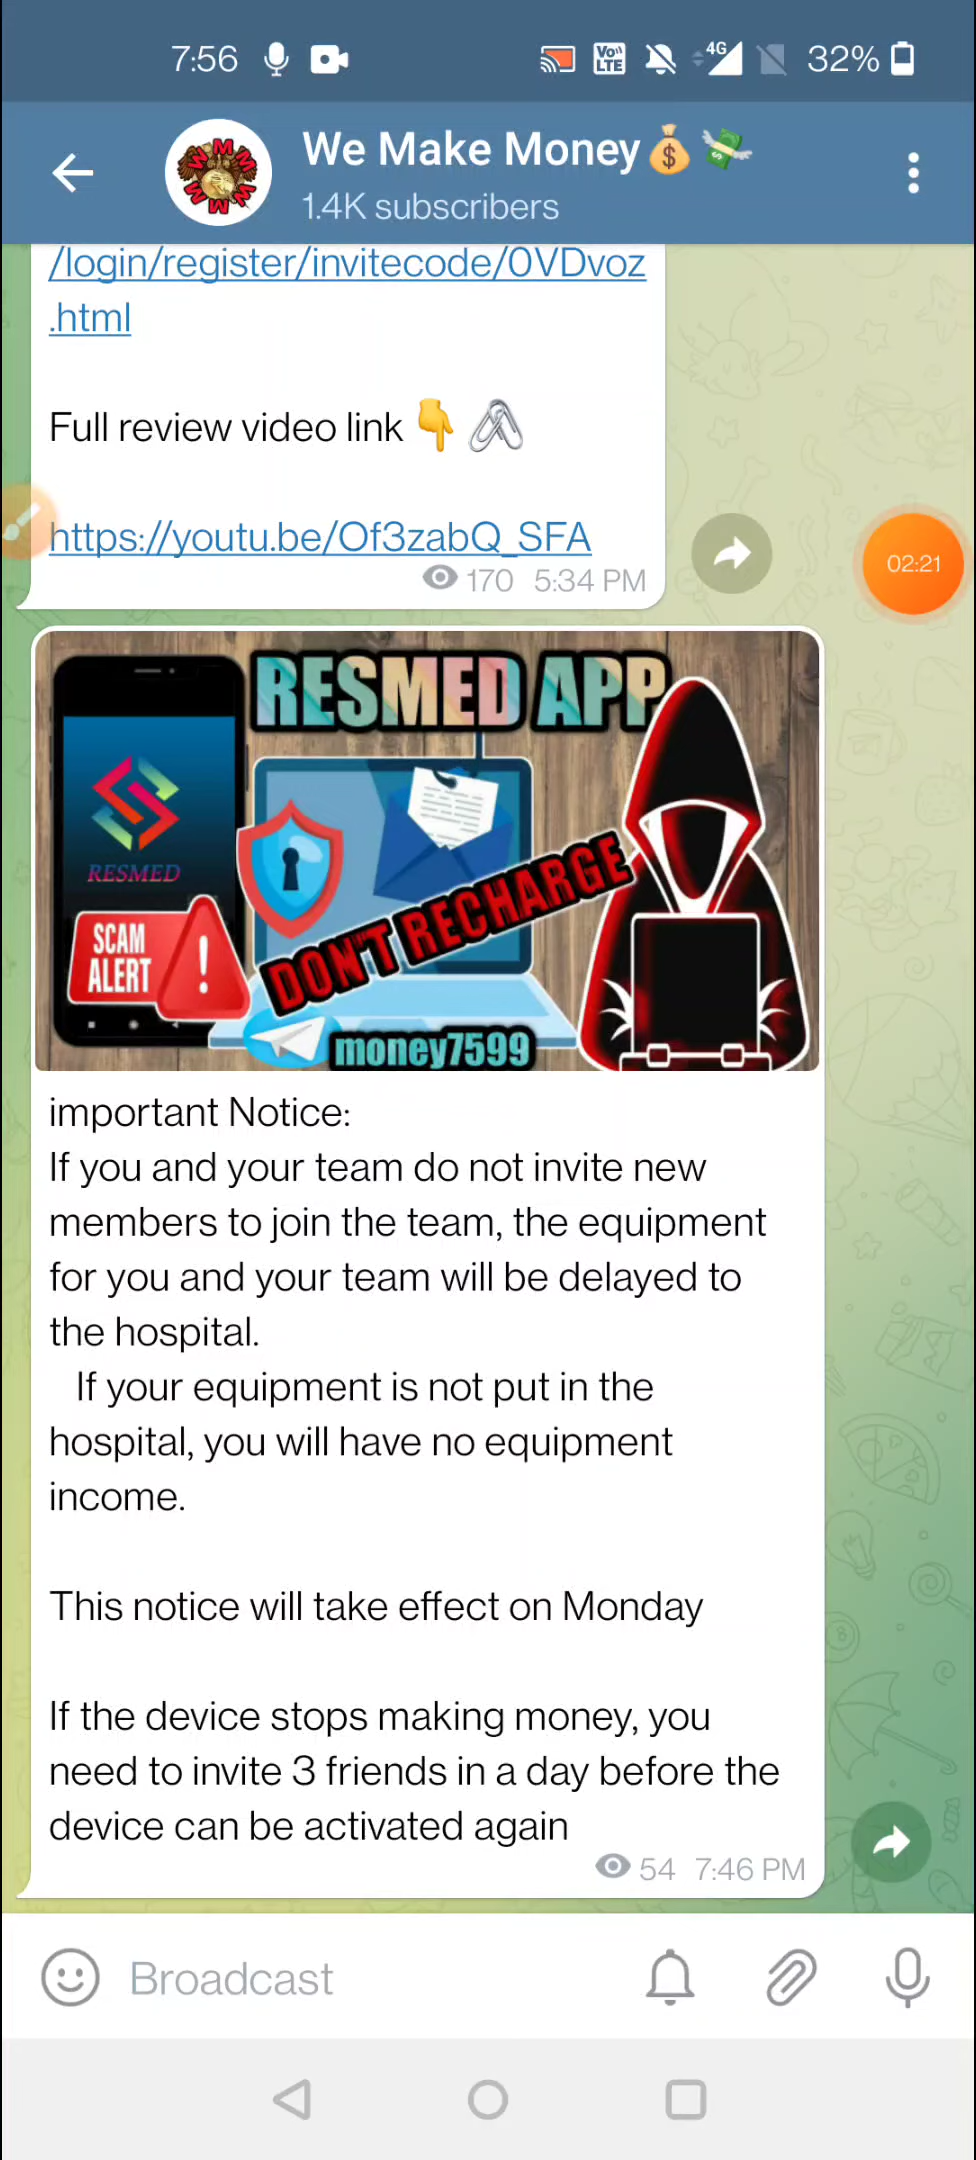 7:56
Vo)) LTE
4G
32%
We Make Money💰💸
1.4K subscribers
/login/register/invitecode/0VDvoz
.html
Full review video link 👇 🖇
https://youtu.be/Of3zabQ_SFA
170 5:34 PM
02:21
RESMED APP
RESMED
SCAM
ALERT
DON'T RECHARGE
money7599
important Notice:
If you and your team do not invite new
members to join the team, the equipment
for you and your team will be delayed to
the hospital.
If your equipment is not put in the
hospital, you will have no equipment
income.
This notice will take effect on Monday
If the device stops making money, you
need to invite 3 friends in a day before the
device can be activated again
54 7:46 PM
Broadcast